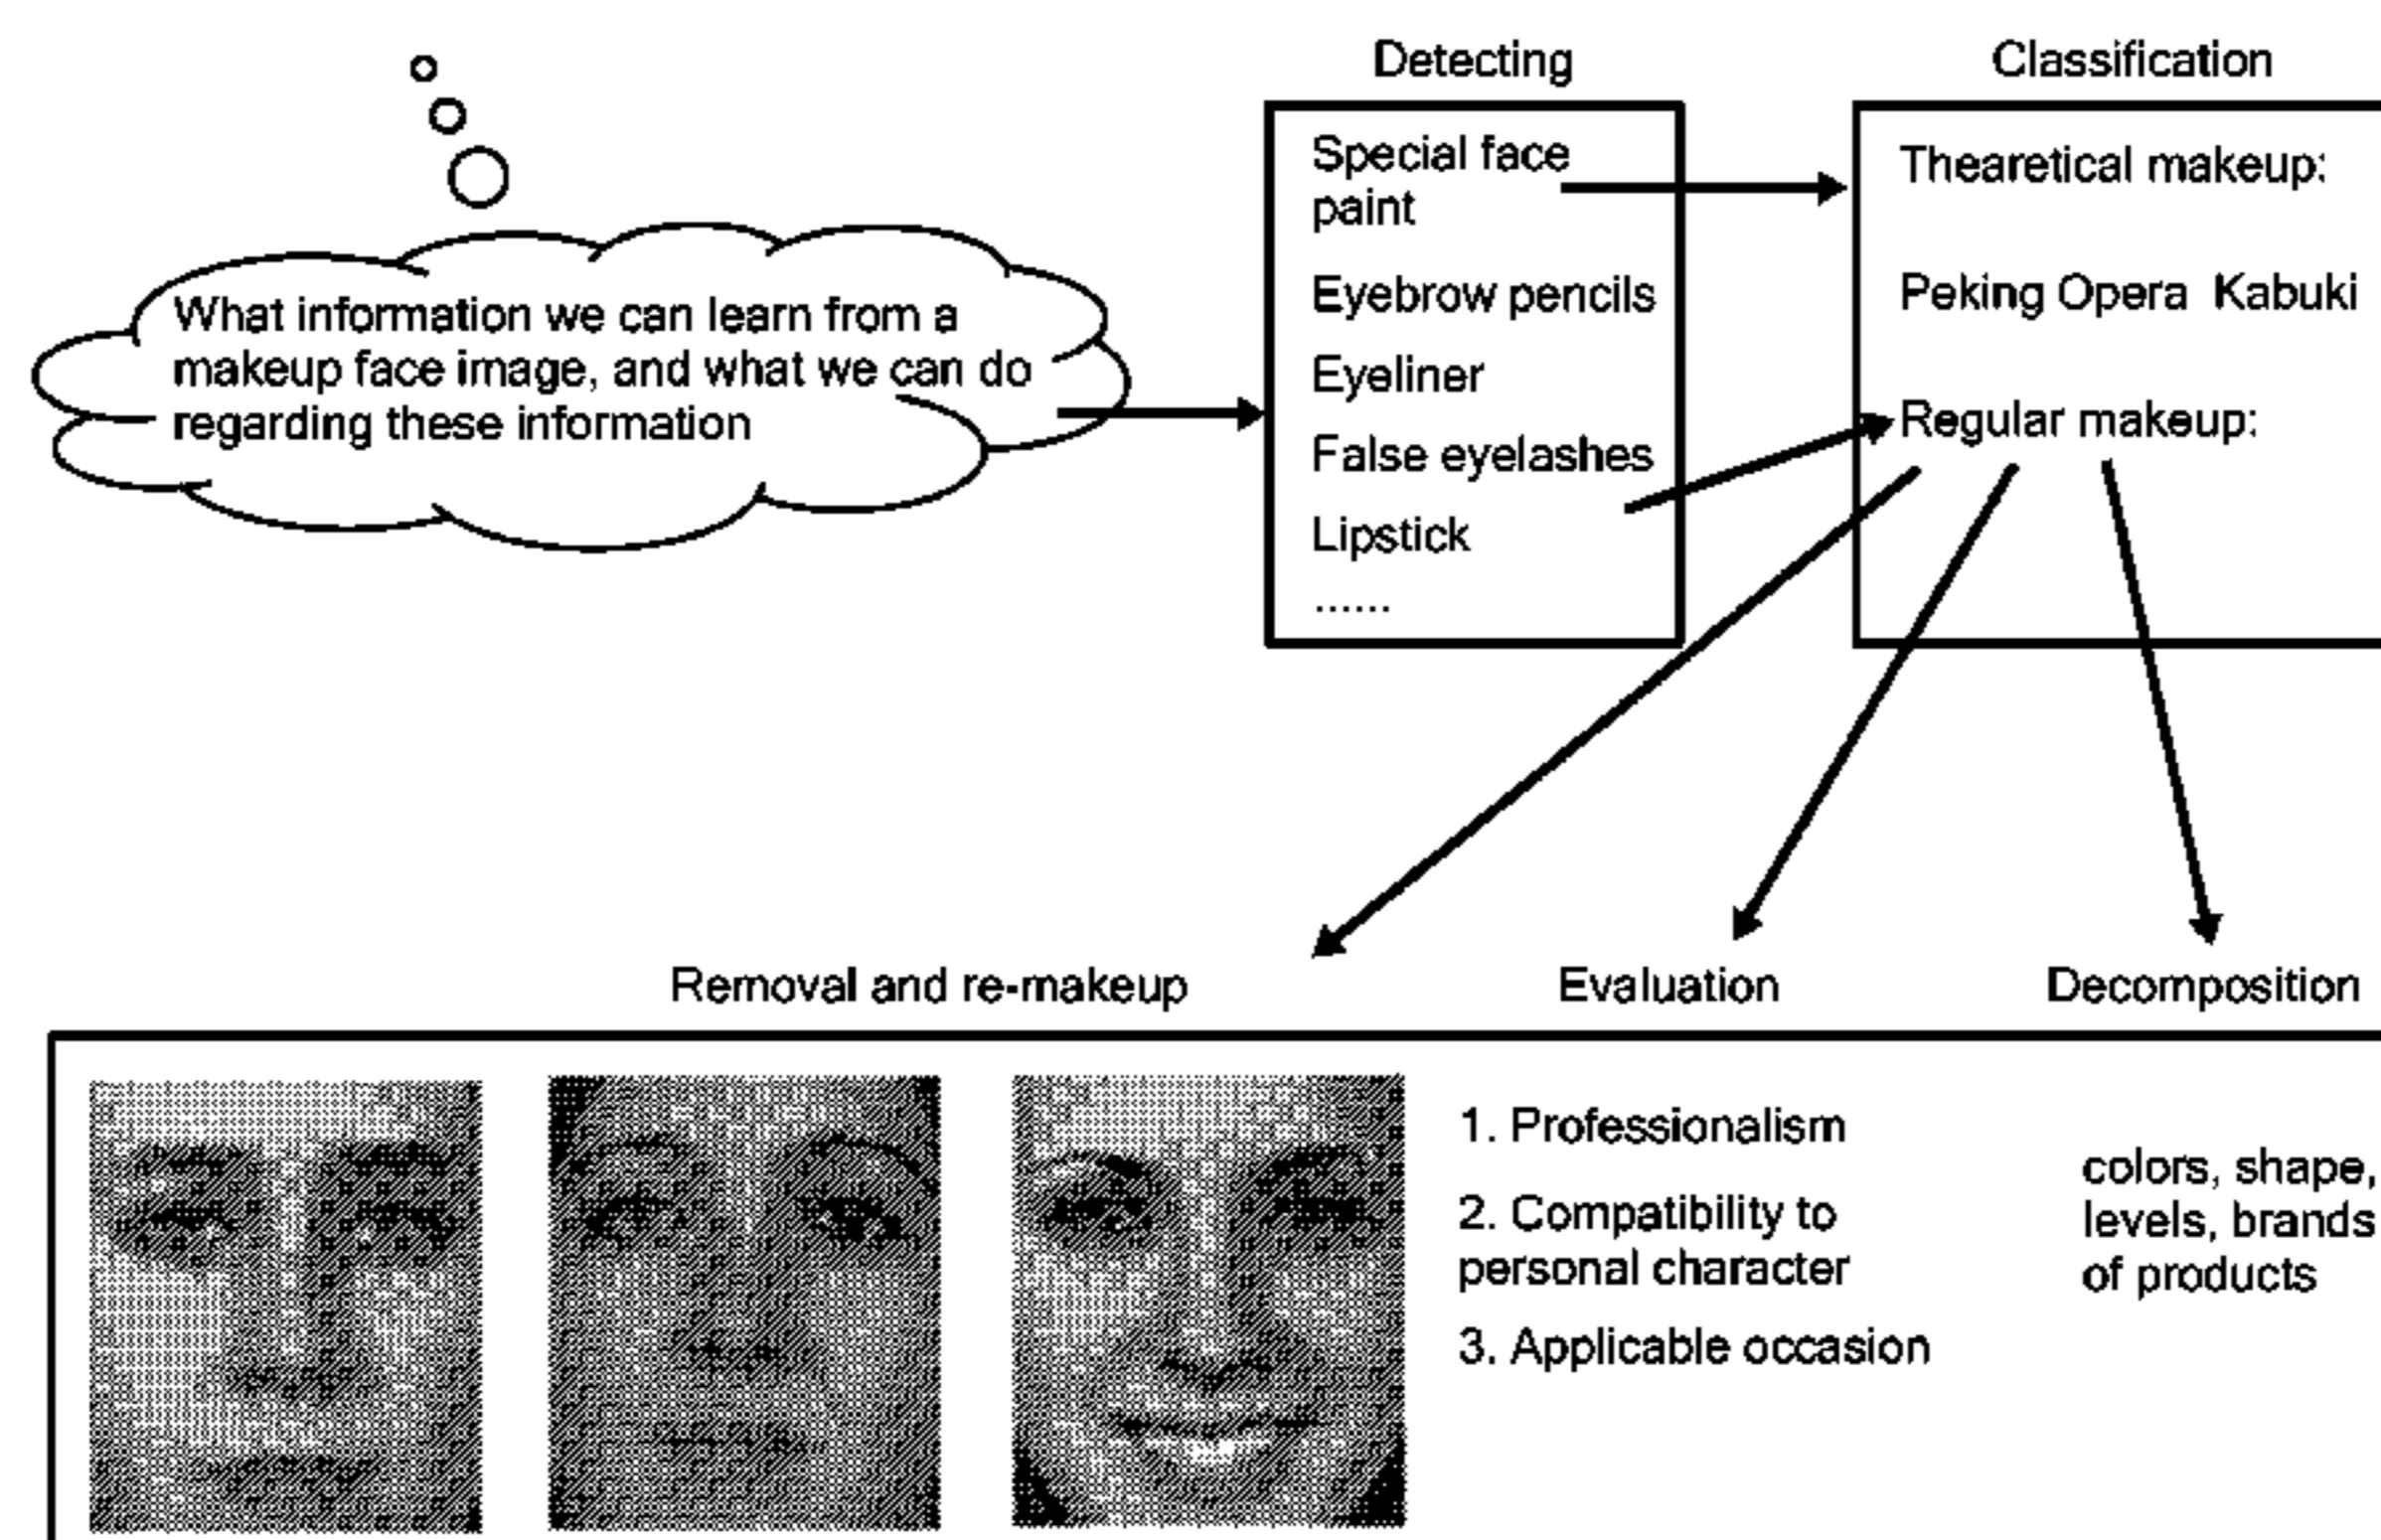 What information we can learn from a
makeup face image, and what we can do
regarding these information
Detecting
Special face
paint
Eyebrow pencils
Eyeliner
False eyelashes
Lipstick
......
Classification
Thearetical makeup:
Peking Opera Kabuki
Regular makeup:
Removal and re-makeup
Evaluation
1. Professionalism
2. Compatibility to
personal character
3. Applicable occasion
Decomposition
colors, shape,
levels, brands
of products